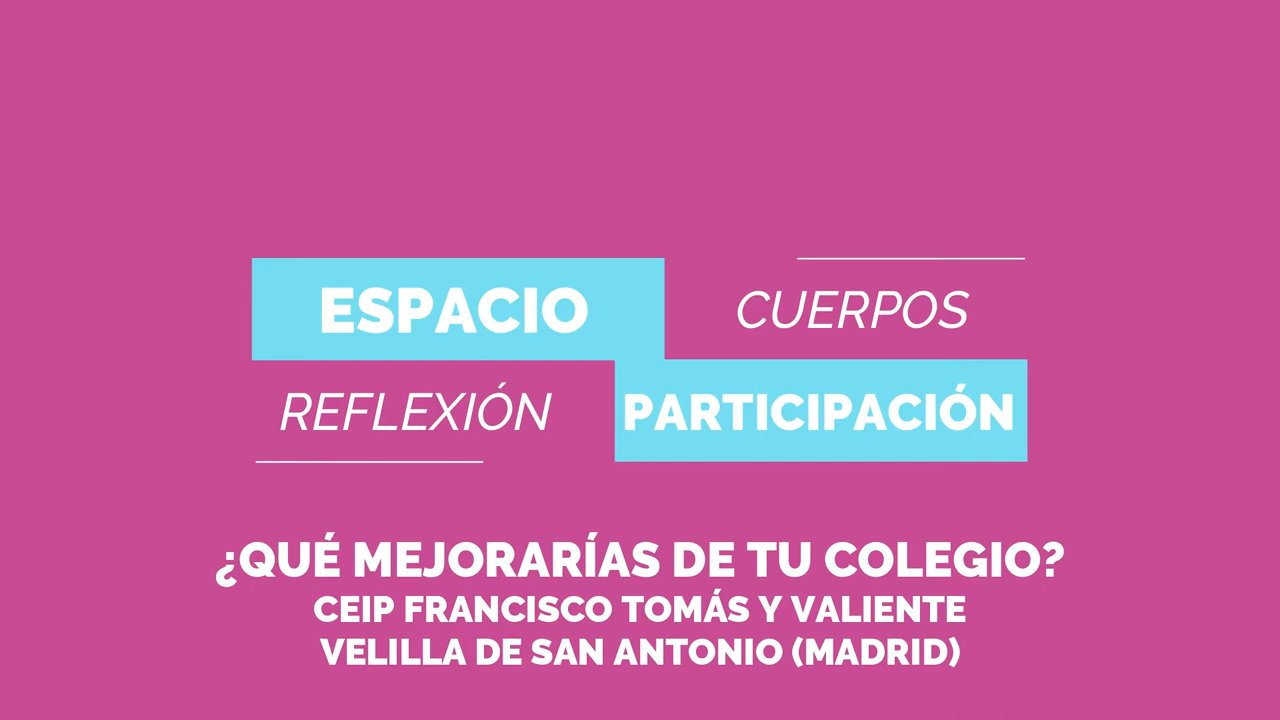 ESPACIO
CUERPOS
REFLEXIÓN
PARTICIPACIÓN
¿QUÉ MEJORARÍAS DE TU COLEGIO?
CEIP FRANCISCO TOMÁS Y VALIENTE
VELILLA DE SAN ANTONIO (MADRID)